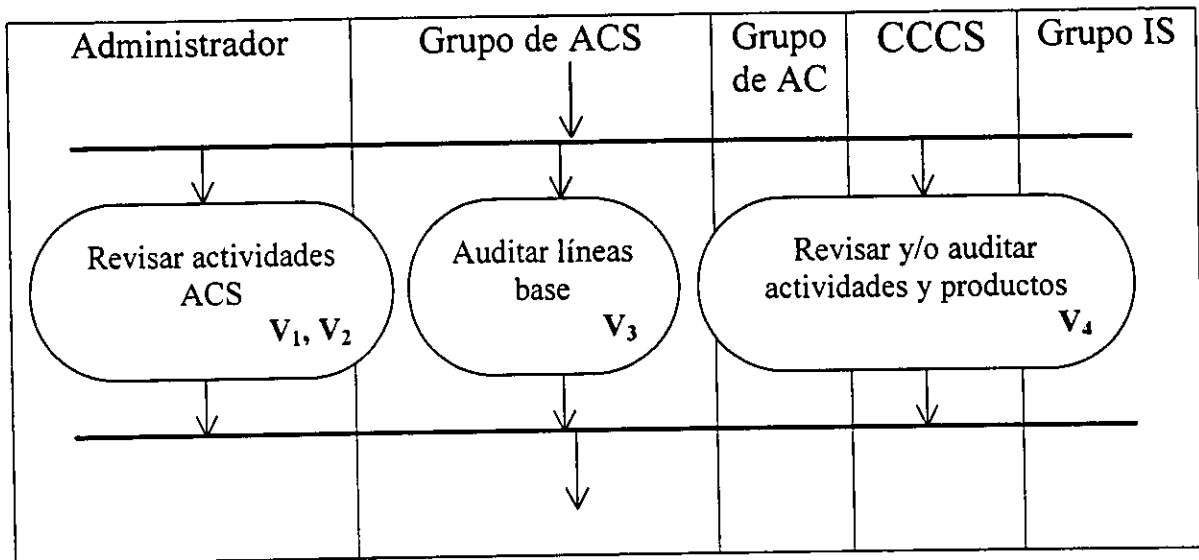 Administrador
Grupo de ACS
Grupo
de AC
CCCS
Grupo IS
Revisar actividades
ACS
V₁, V₂
Auditar líneas
base
V₃
Revisar y/o auditar
actividades y productos
V₄